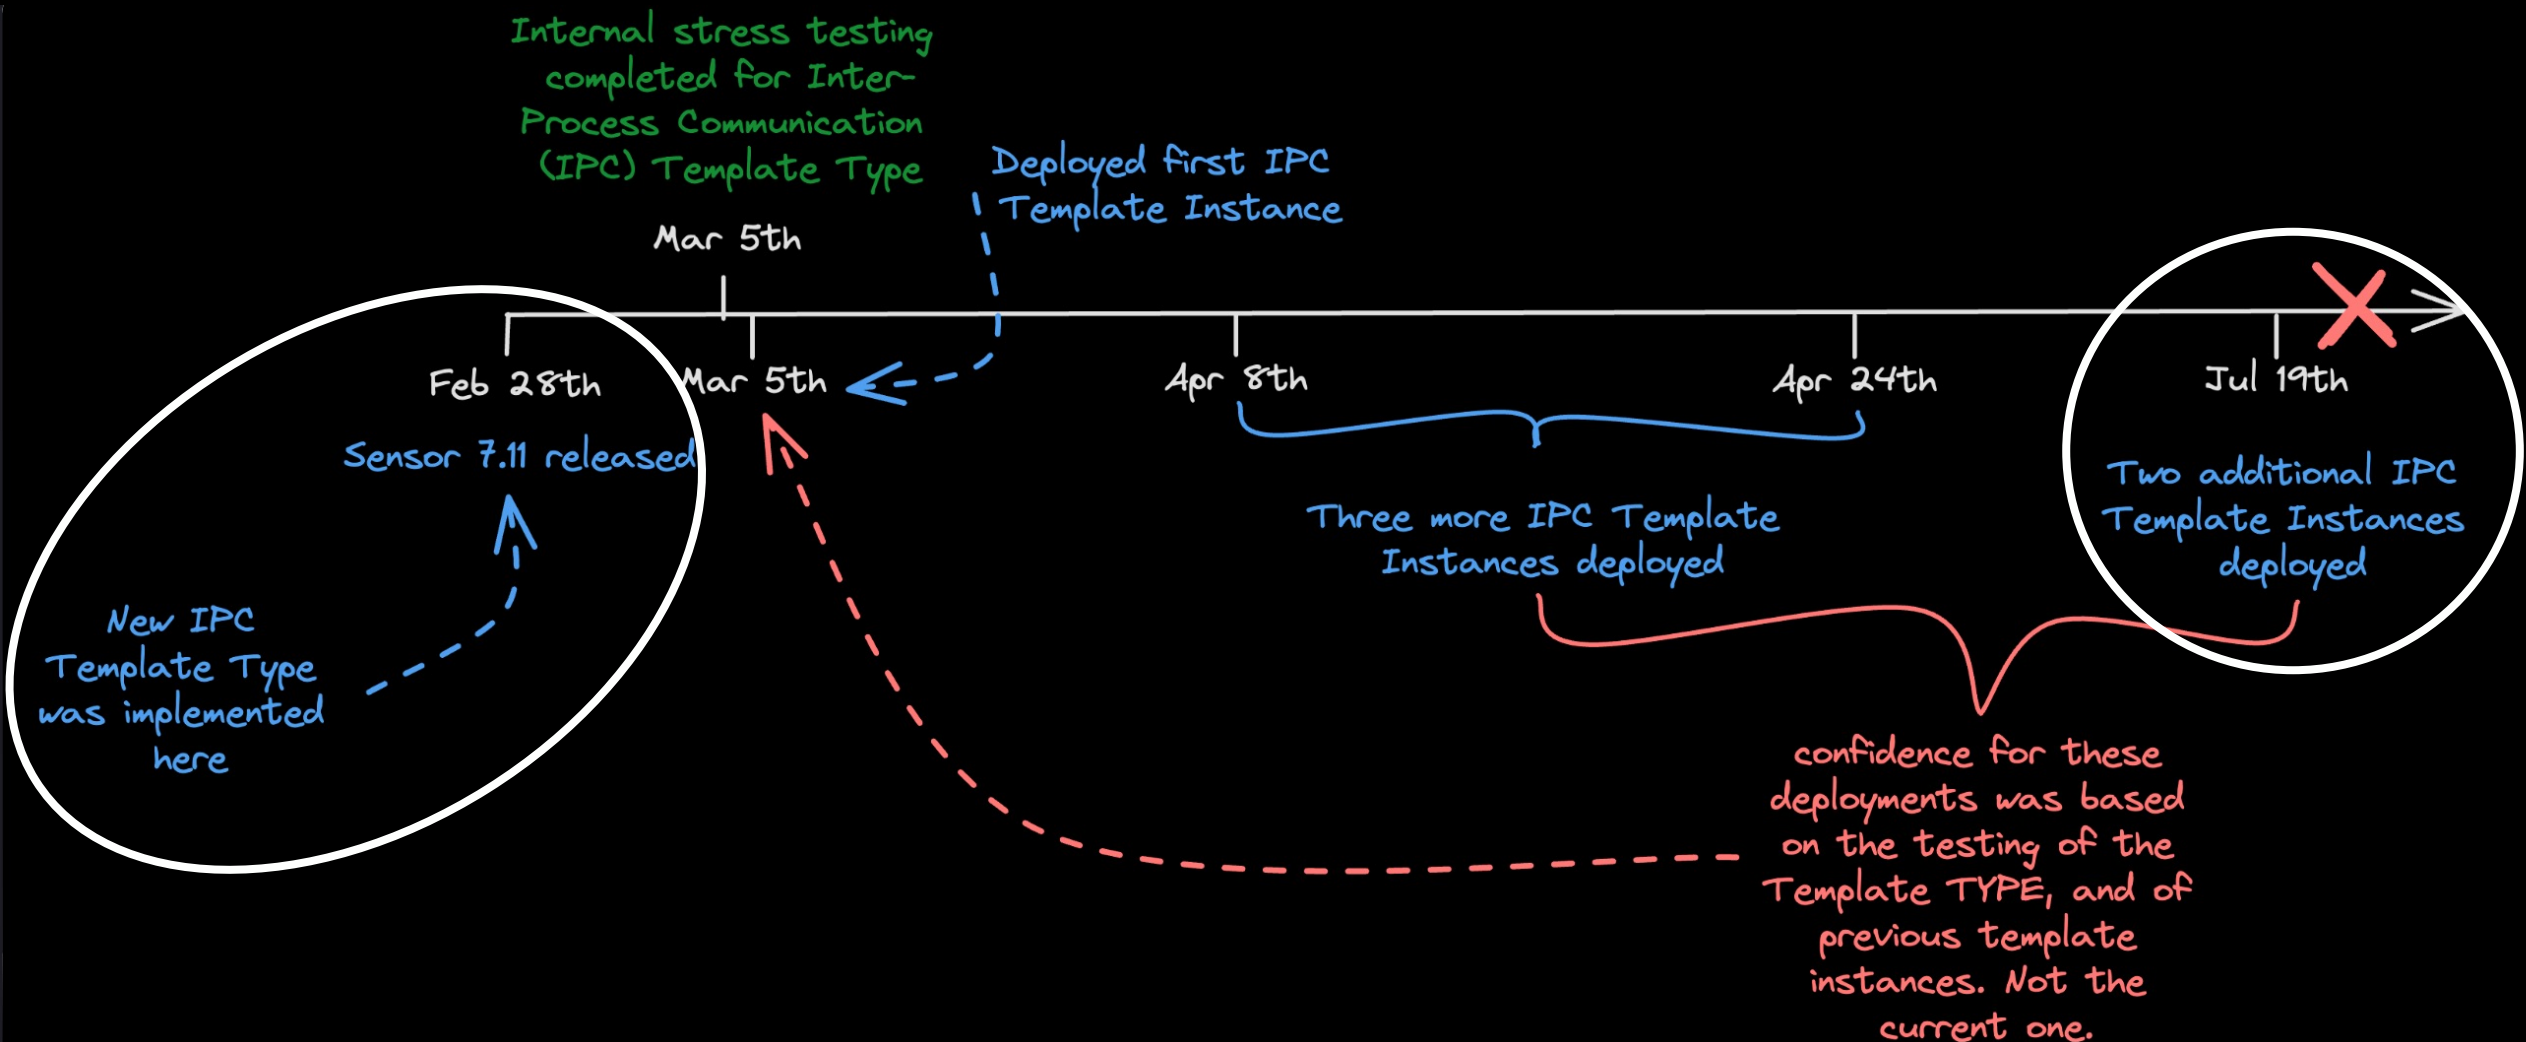 Internal stress testing
completed for Inter-
Process Communication
(IPC) Template Type
Deployed first IPC
Template Instance
Mar 5th
Feb 28th
Mar 5th
Apr 8th
Apr 24th
Jul 19th
Sensor 7.11 released
New IPC
Template Type
was implemented
here
Three more IPC Template
Instances deployed
Two additional IPC
Template Instances
deployed
confidence for these
deployments was based
on the testing of the
Template TYPE, and of
previous template
instances. Not the
current one.